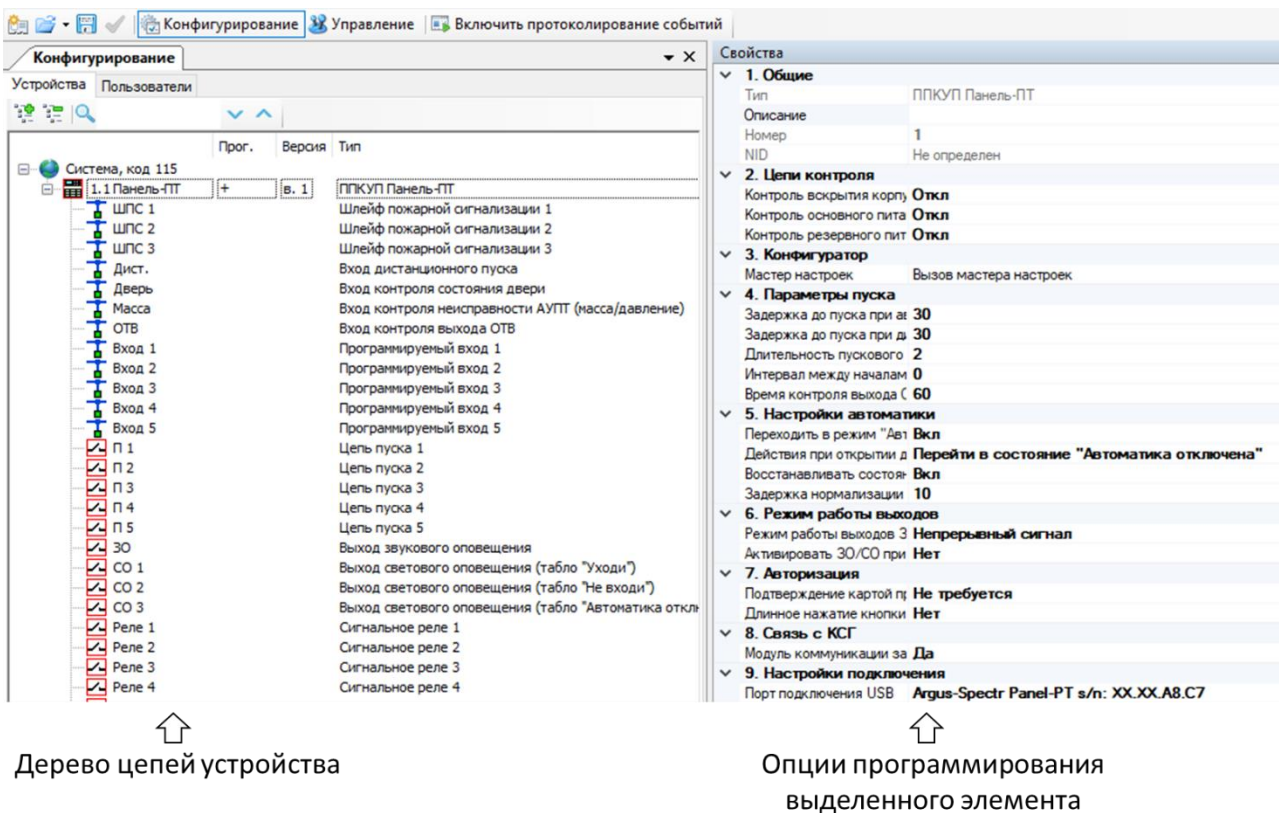 Конфигурирование Управление Включить протоколирование событий
Конфигурирование
Устройства Пользователи
Прог. Версия Тип
Система, код 115
1.1 Панель-ПТ + в. 1 ППКУП Панель-ПТ
ШПС 1 Шлейф пожарной сигнализации 1
ШПС 2 Шлейф пожарной сигнализации 2
ШПС 3 Шлейф пожарной сигнализации 3
Дист. Вход дистанционного пуска
Дверь Вход контроля состояния двери
Масса Вход контроля неисправности АУПТ (масса/давление)
ОТВ Вход контроля выхода ОТВ
Вход 1 Программируемый вход 1
Вход 2 Программируемый вход 2
Вход 3 Программируемый вход 3
Вход 4 Программируемый вход 4
Вход 5 Программируемый вход 5
П 1 Цепь пуска 1
П 2 Цепь пуска 2
П 3 Цепь пуска 3
П 4 Цепь пуска 4
П 5 Цепь пуска 5
ЗО Выход звукового оповещения
СО 1 Выход светового оповещения (табло "Уходи")
СО 2 Выход светового оповещения (табло "Не входи")
СО 3 Выход светового оповещения (табло "Автоматика откл
Реле 1 Сигнальное реле 1
Реле 2 Сигнальное реле 2
Реле 3 Сигнальное реле 3
Реле 4 Сигнальное реле 4
Свойства
1. Общие
Тип ППКУП Панель-ПТ
Описание
Номер 1
NID Не определен
2. Цепи контроля
Контроль вскрытия корпу Откл
Контроль основного пита Откл
Контроль резервного пит Откл
3. Конфигуратор
Мастер настроек Вызов мастера настроек
4. Параметры пуска
Задержка до пуска при ав 30
Задержка до пуска при ди 30
Длительность пускового 2
Интервал между началам 0
Время контроля выхода О 60
5. Настройки автоматики
Переходить в режим "Авт Вкл
Действия при открытии д Перейти в состояние "Автоматика отключена"
Восстанавливать состоян Вкл
Задержка нормализации 10
6. Режим работы выходов
Режим работы выходов З Непрерывный сигнал
Активировать ЗО/СО при Нет
7. Авторизация
Подтверждение картой пр Не требуется
Длинное нажатие кнопки Нет
8. Связь с КСГ
Модуль коммуникации за Да
9. Настройки подключения
Порт подключения USB Argus-Spectr Panel-PT s/n: XX.XX.A8.C7
Дерево цепей устройства
Опции программирования
выделенного элемента